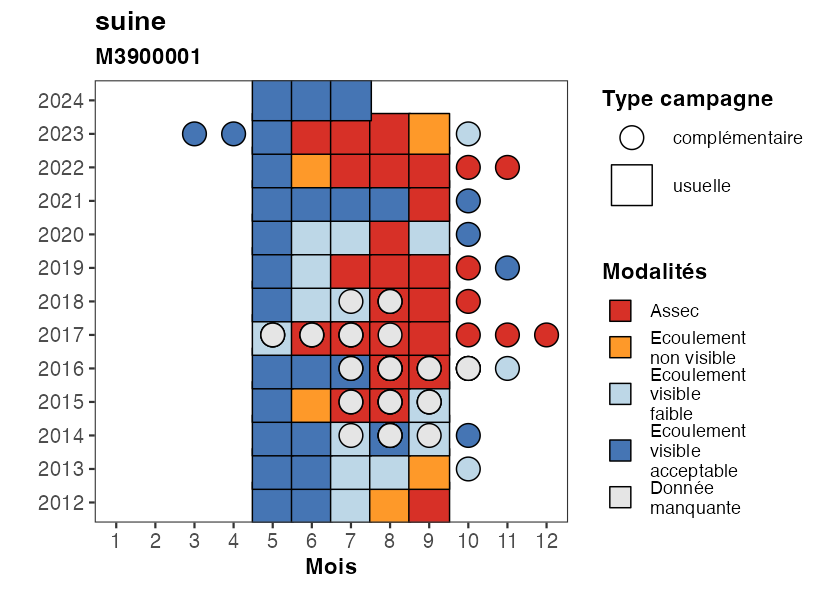 suine
M3900001
2024
2023
2022
2021
2020
2019
2018
2017
2016
2015
2014
2013
2012
1 2 3 4 5 6 7 8 9 10 11 12
Mois
Type campagne
complémentaire
usuelle
Modalités
Assec
Ecoulement
non visible
Ecoulement
visible
faible
Ecoulement
visible
acceptable
Donnée
manquante